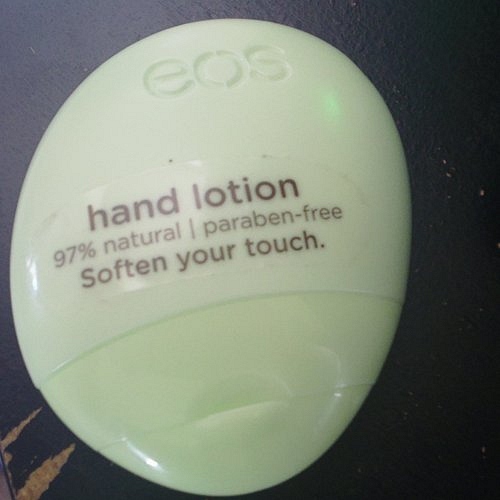 eos
hand lotion
97% natural | paraben-free
Soften your touch.